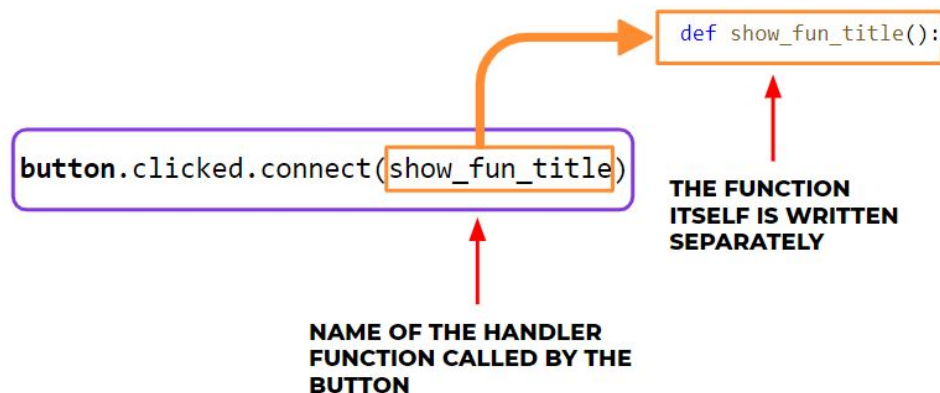 def show_fun_title():
button.clicked.connect(show_fun_title)
THE FUNCTION
ITSELF IS WRITTEN
SEPARATELY
NAME OF THE HANDLER
FUNCTION CALLED BY THE
BUTTON